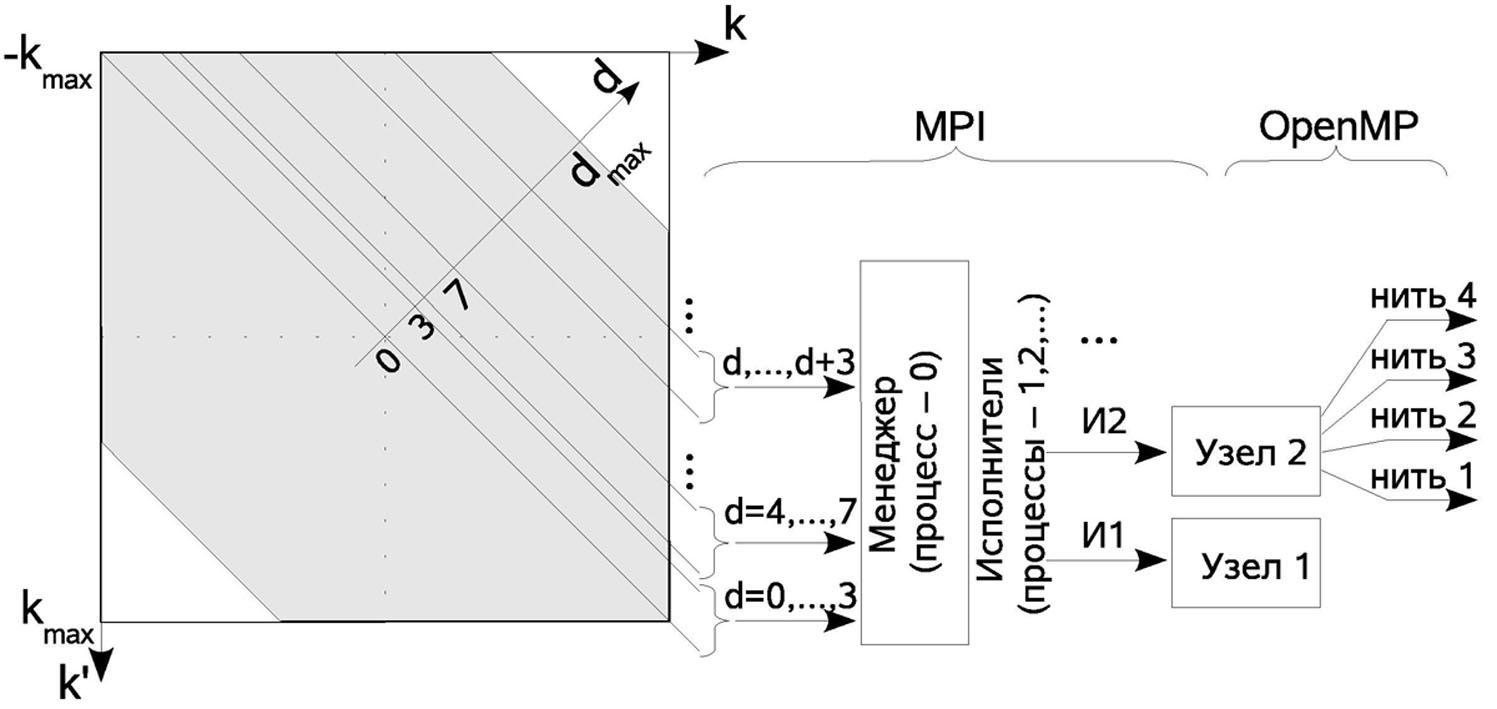 k
-k max
d
d max
MPI
OpenMP
7
3
0
...
d,...,d+3
...
d=4,...,7
d=0,...,3
Менеджер
(процесс – 0)
Исполнители
(процессы – 1,2,...)
...
И2
Узел 2
И1
Узел 1
нить 4
нить 3
нить 2
нить 1
k max
k'